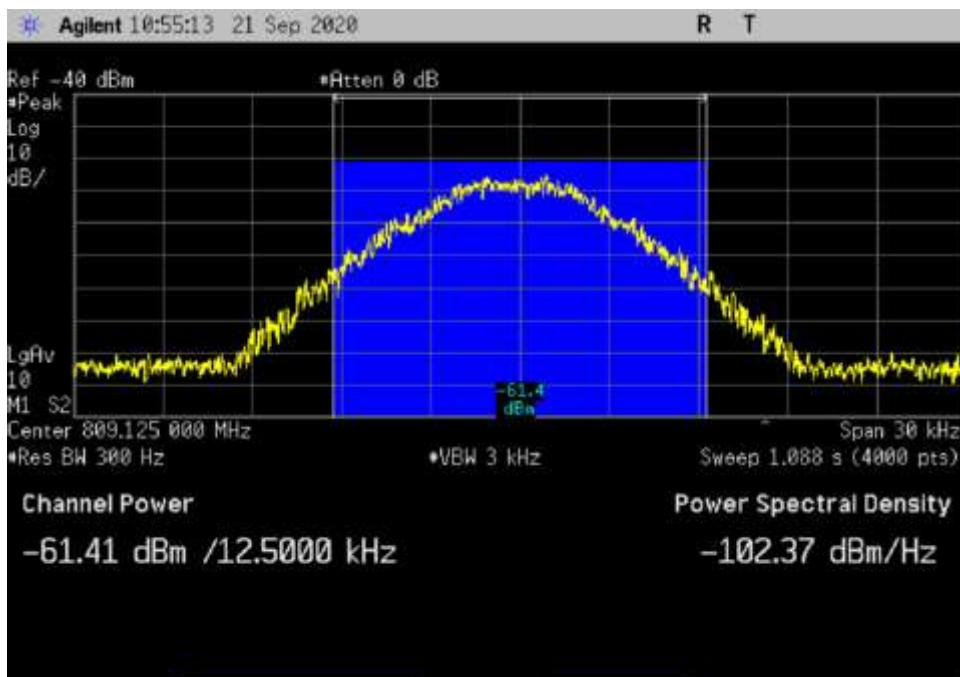 Agilent 10:55:13 21 Sep 2020 R T
Ref -40 dBm #Atten 0 dB
#Peak
Log
10
dB/
LgAv
10
M1 S2
-61.4
dBm
Center 809.125 000 MHz Span 30 kHz
#Res BW 300 Hz #VBW 3 kHz Sweep 1.088 s (4000 pts)
Channel Power Power Spectral Density
-61.41 dBm /12.5000 kHz -102.37 dBm/Hz